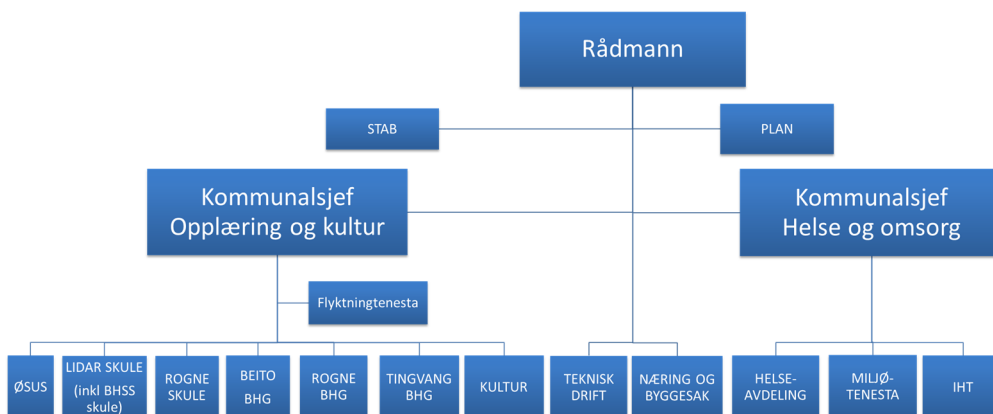 Rådmann
STAB
PLAN
Kommunalsjef
Opplæring og kultur
Kommunalsjef
Helse og omsorg
Flyktningtenesta
ØSUS
LIDAR SKULE
(inkl BHSS
skule)
ROGNE
SKULE
BEITO
BHG
ROGNE
BHG
TINGVANG
BHG
KULTUR
TEKNISK
DRIFT
NÆRING OG
BYGGESAK
HELSE-
AVDELING
MILJØ-
TENESTA
IHT